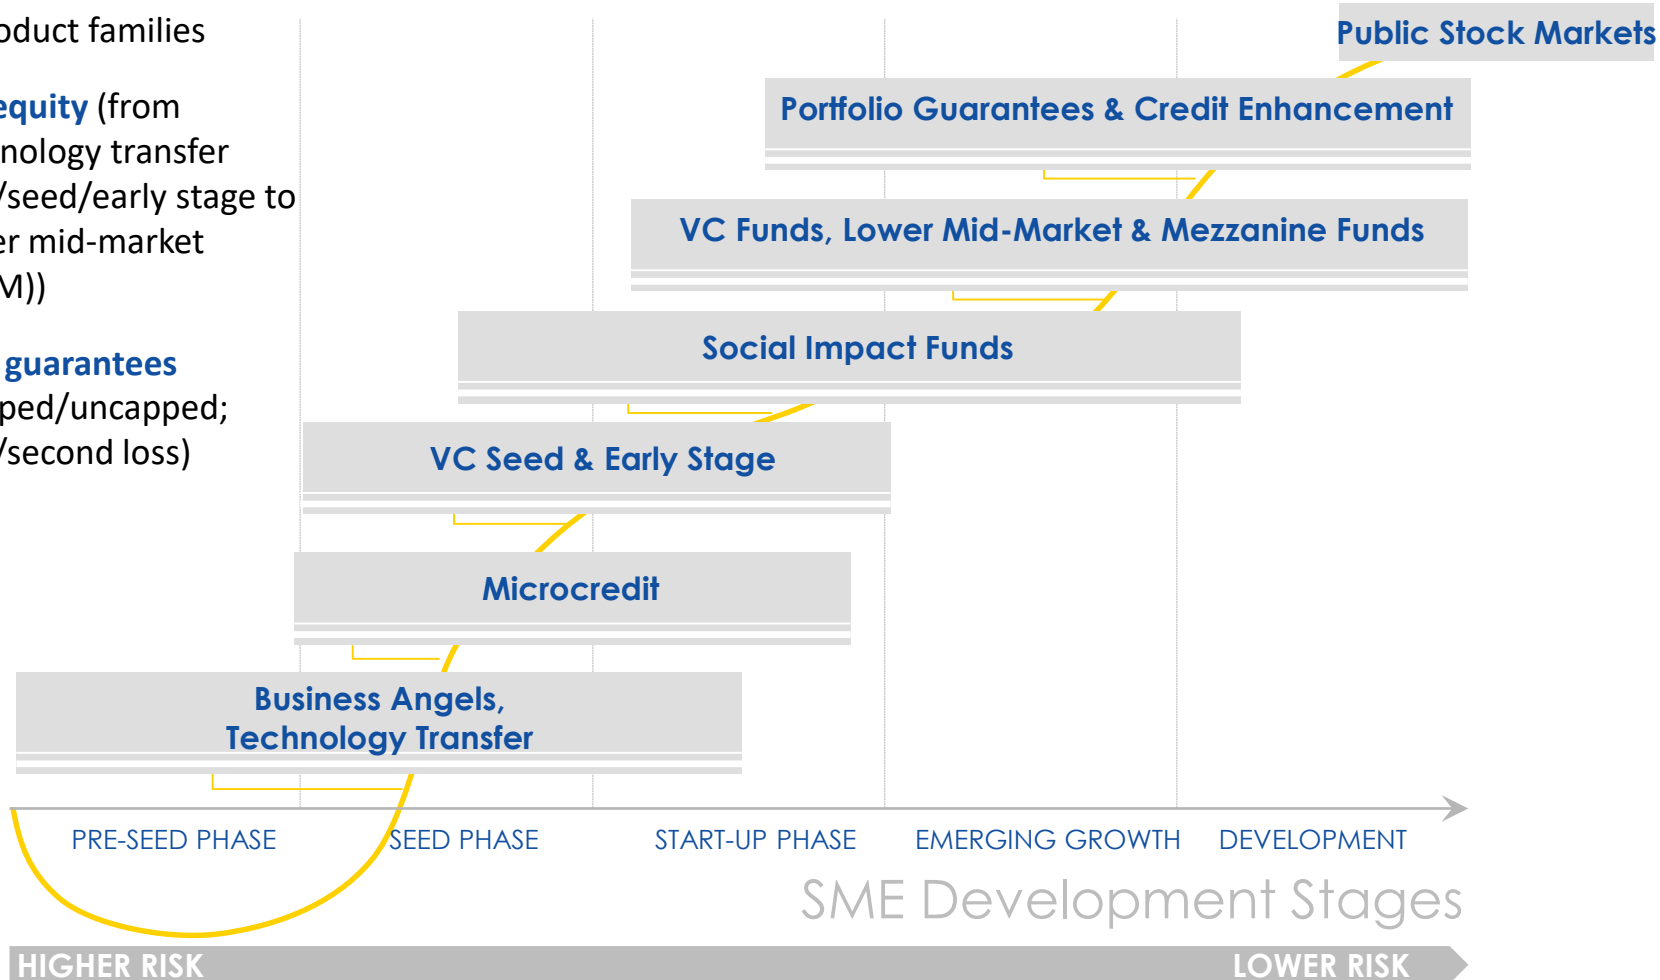 oduct families
equity (from
nology transfer
/seed/early stage to
er mid-market
M))
guarantees
ped/uncapped;
/second loss)
Public Stock Markets
Portfolio Guarantees & Credit Enhancement
VC Funds, Lower Mid-Market & Mezzanine Funds
Social Impact Funds
VC Seed & Early Stage
Microcredit
Business Angels,
Technology Transfer
PRE-SEED PHASE SEED PHASE START-UP PHASE EMERGING GROWTH DEVELOPMENT
SME Development Stages
HIGHER RISK LOWER RISK